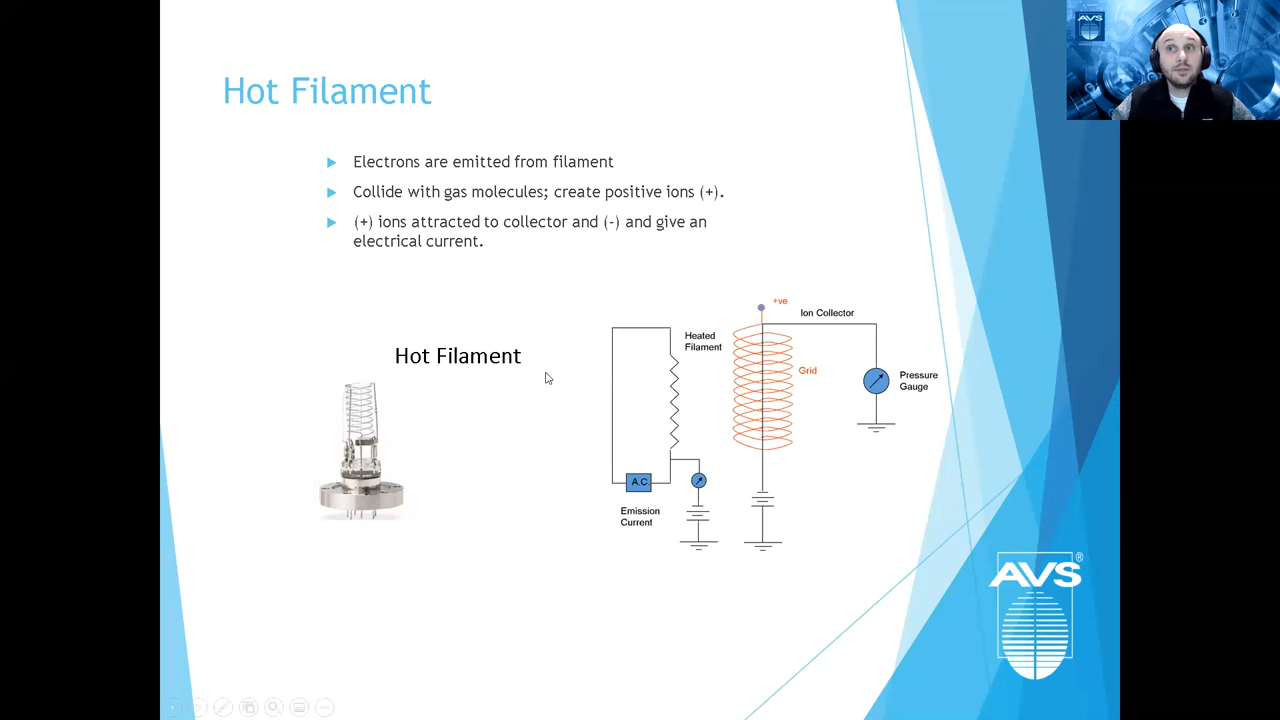 AVS
Hot Filament
Electrons are emitted from filament
Collide with gas molecules; create positive ions (+).
(+) ions attracted to collector and (-) and give an
electrical current.
Hot Filament
+ve
Ion Collector
Heated
Filament
Grid
Pressure
Gauge
A.C.
Emission
Current
AVS®